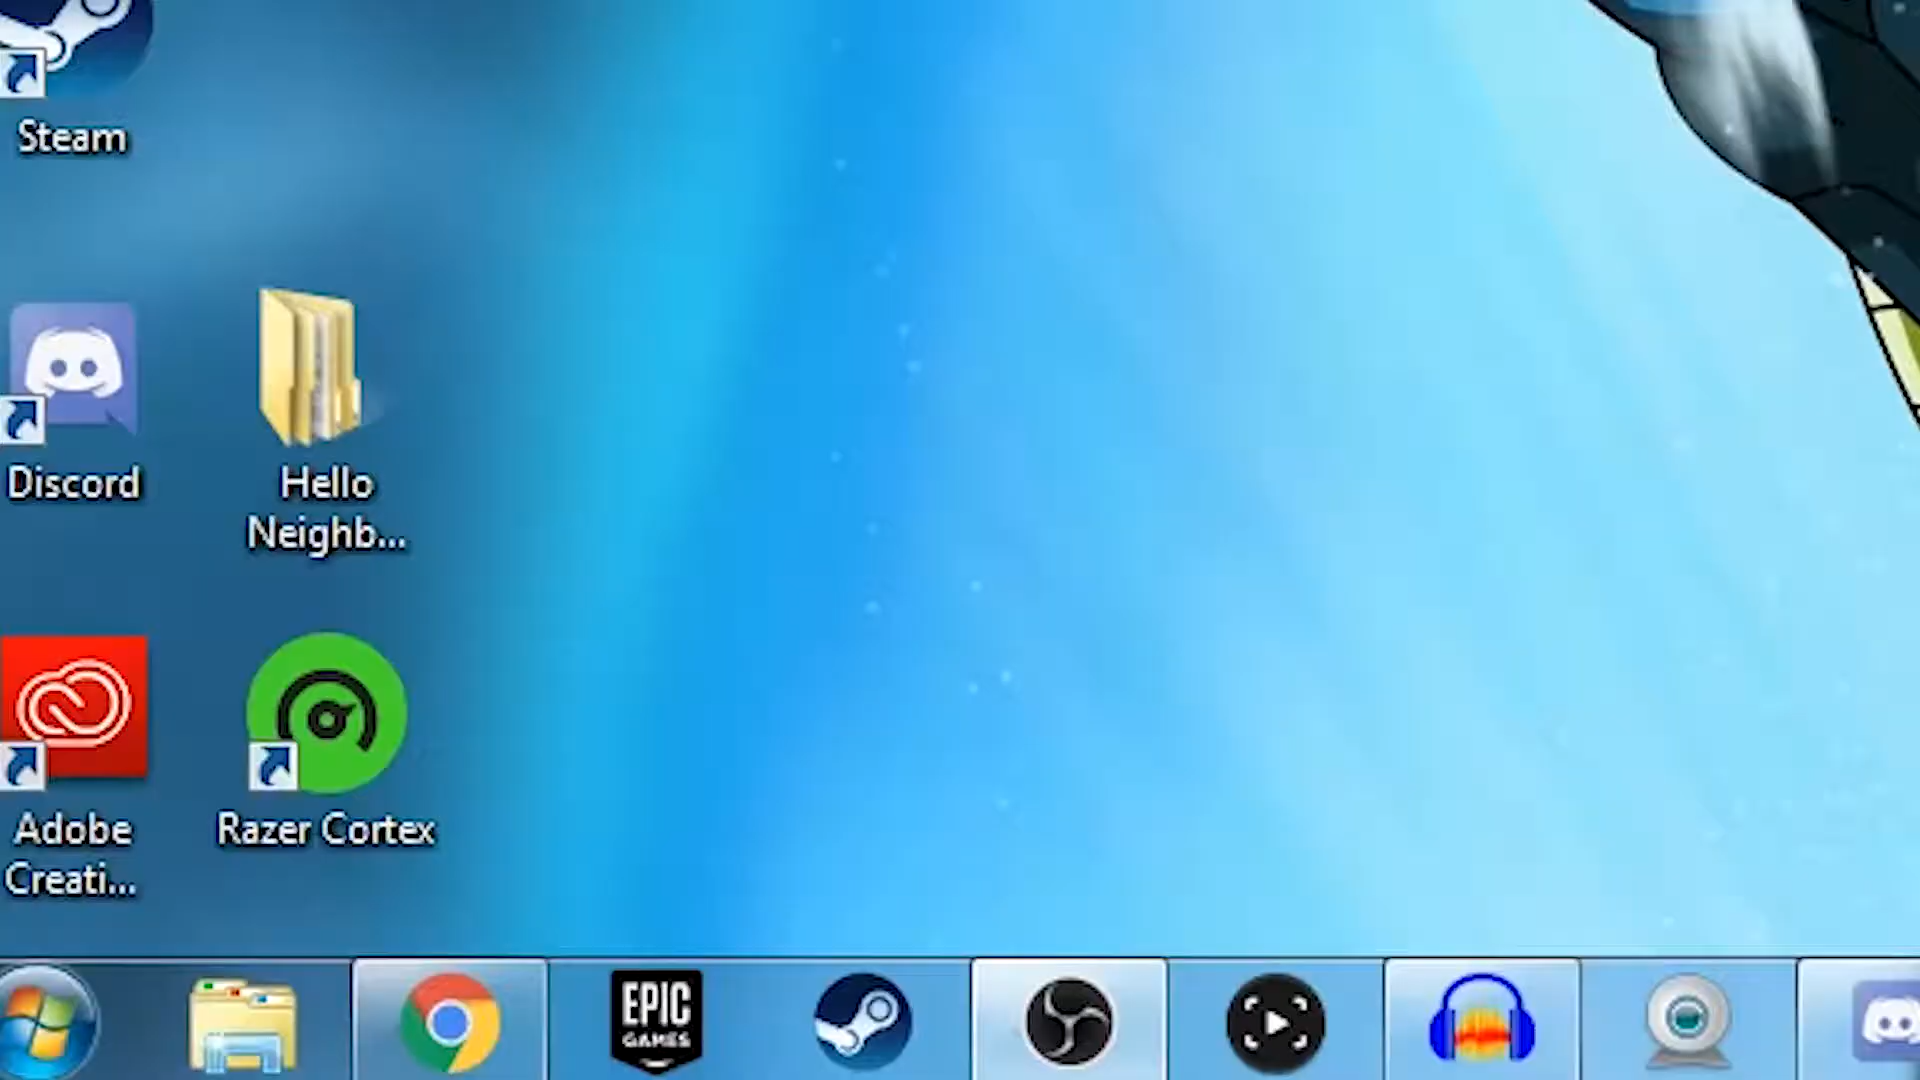 Steam
Discord
Hello
Neighb...
Adobe
Creati...
Razer Cortex
EPIC
GAMES